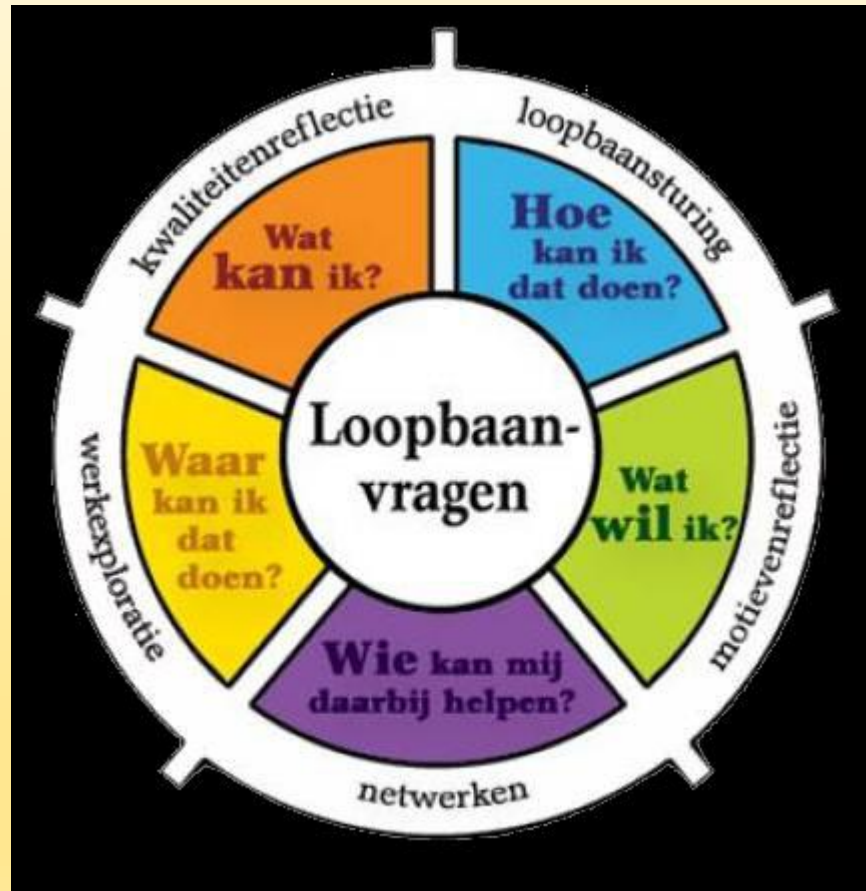 kwaliteitenreflectie
loopbaansturing
Wat
kan ik?
Hoe
kan ik
dat doen?
Loopbaan-
vragen
Waar
kan ik
dat
doen?
Wat
wil ik?
werkexploratie
motievenreflectie
Wie kan mij
daarbij helpen?
netwerken